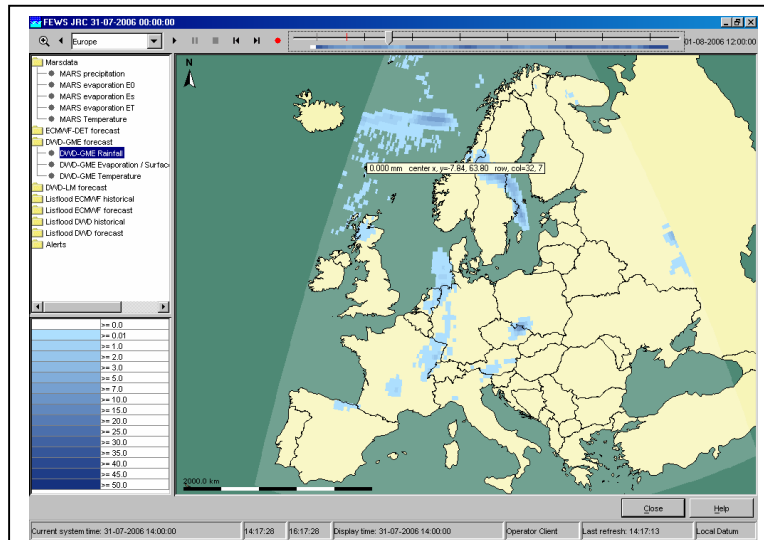 FEWS JRC 31-07-2006 00:00:00
Europe
01-08-2006 12:00:00
Marsdata
MARS precipitation
MARS evaporation E0
MARS evaporation Es
MARS evaporation ET
MARS Temperature
ECMWF-DET forecast
DWD-GME forecast
DWD-GME Rainfall
DWD-GME Evaporation / Surfac
DWD-GME Temperature
DWD-LM forecast
Lisflood ECMWF historical
Lisflood ECMWF forecast
Lisflood DWD historical
Lisflood DWD forecast
Alerts
N
0.000 mm center x, y=-7.84, 63.80 row, col=32, 7
>= 0.0
>= 0.01
>= 1.0
>= 2.0
>= 3.0
>= 5.0
>= 7.0
>= 10.0
>= 15.0
>= 20.0
>= 25.0
>= 30.0
>= 35.0
>= 40.0
>= 45.0
>= 50.0
2000.0 km
Close
Help
Current system time: 31-07-2006 14:00:00
14:17:28
16:17:28
Display time: 31-07-2006 14:00:00
Operator Client
Last refresh: 14:17:13
Local Datum